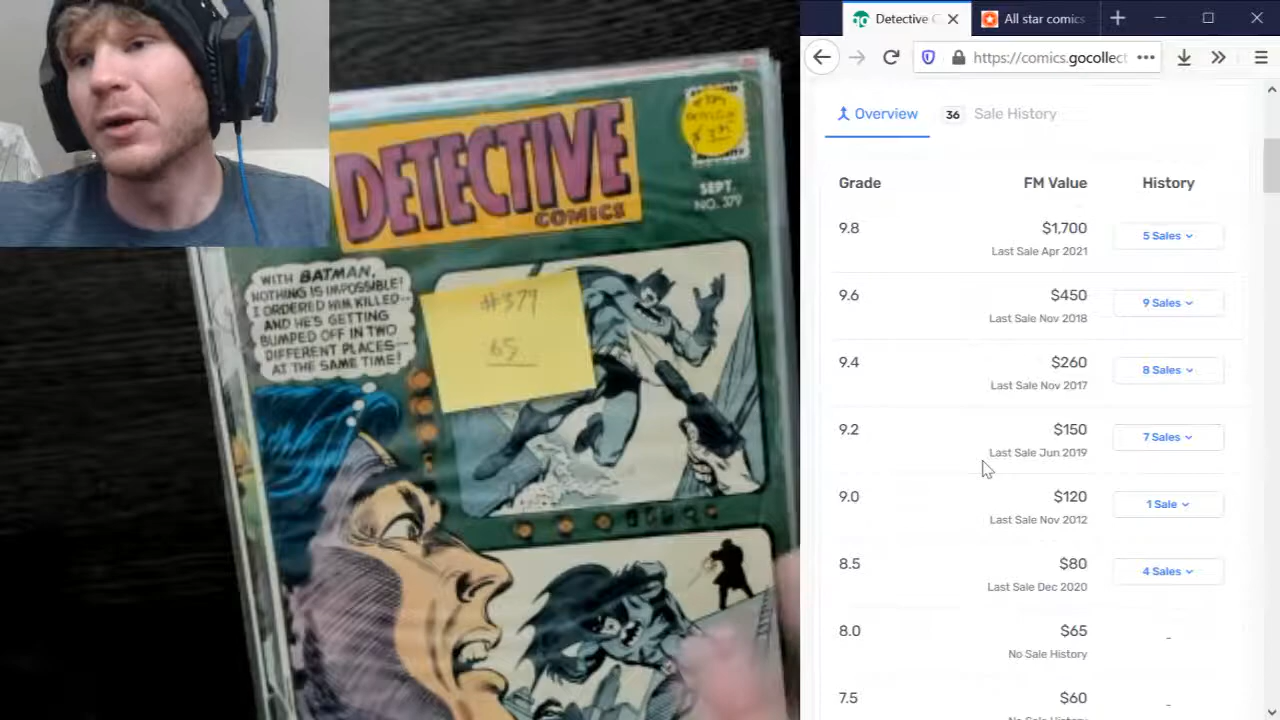 DETECTIVE
COMICS
SEPT.
NO. 379
WITH BATMAN,
NOTHING IS IMPOSSIBLE!
I ORDERED HIM KILLED--
AND HE'S GETTING
BUMPED OFF IN TWO
DIFFERENT PLACES--
AT THE SAME TIME!
#379
65
Detective C
All star comics
https://comics.gocollect
Overview
36 Sale History
Grade FM Value History
9.8 $1,700 5 Sales
Last Sale Apr 2021
9.6 $450 9 Sales
Last Sale Nov 2018
9.4 $260 8 Sales
Last Sale Nov 2017
9.2 $150 7 Sales
Last Sale Jun 2019
9.0 $120 1 Sale
Last Sale Nov 2012
8.5 $80 4 Sales
Last Sale Dec 2020
8.0 $65 -
No Sale History
7.5 $60 -
No Sale History